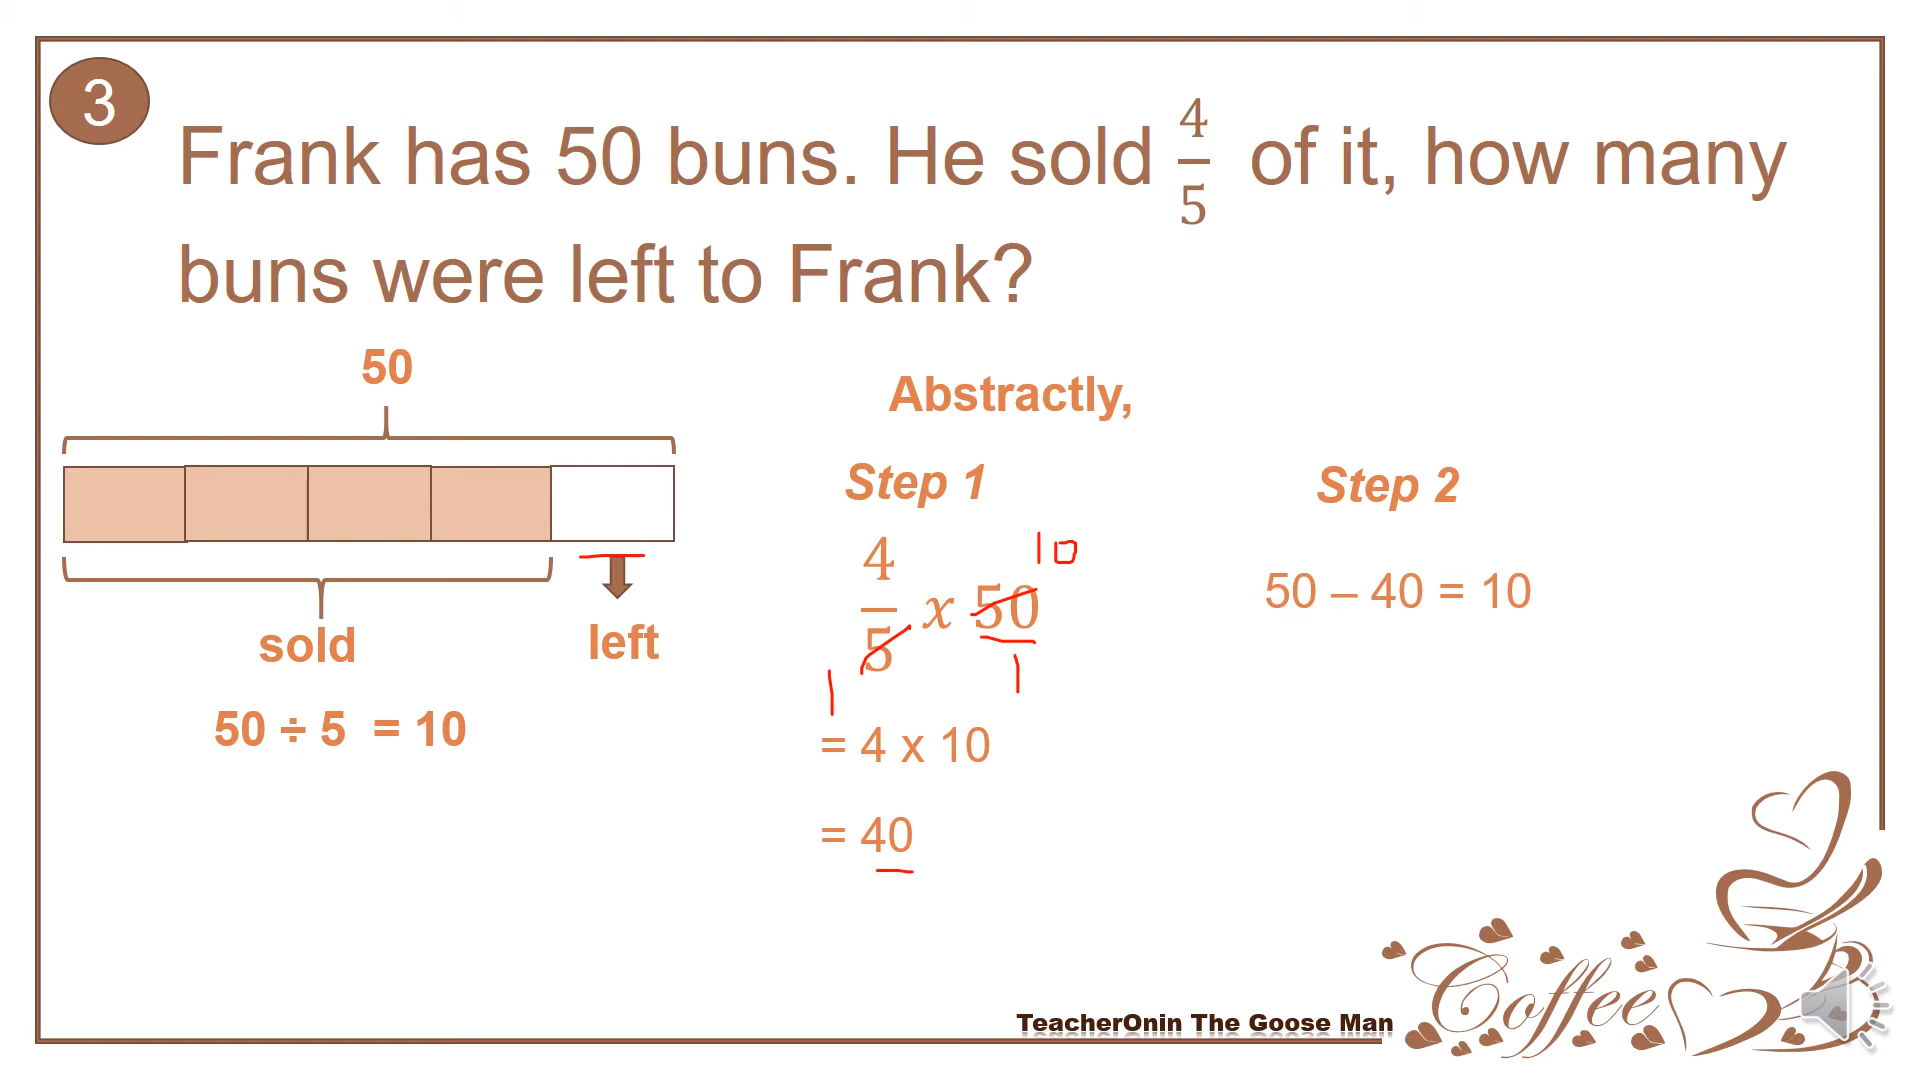 3
Frank has 50 buns. He sold 4/5 of it, how many
buns were left to Frank?
50
sold
left
50 ÷ 5 = 10
Abstractly,
Step 1
4/5 x 50
10
1
1
= 4 x 10
= 40
Step 2
50 – 40 = 10
TeacherOnin The Goose Man
Coffee